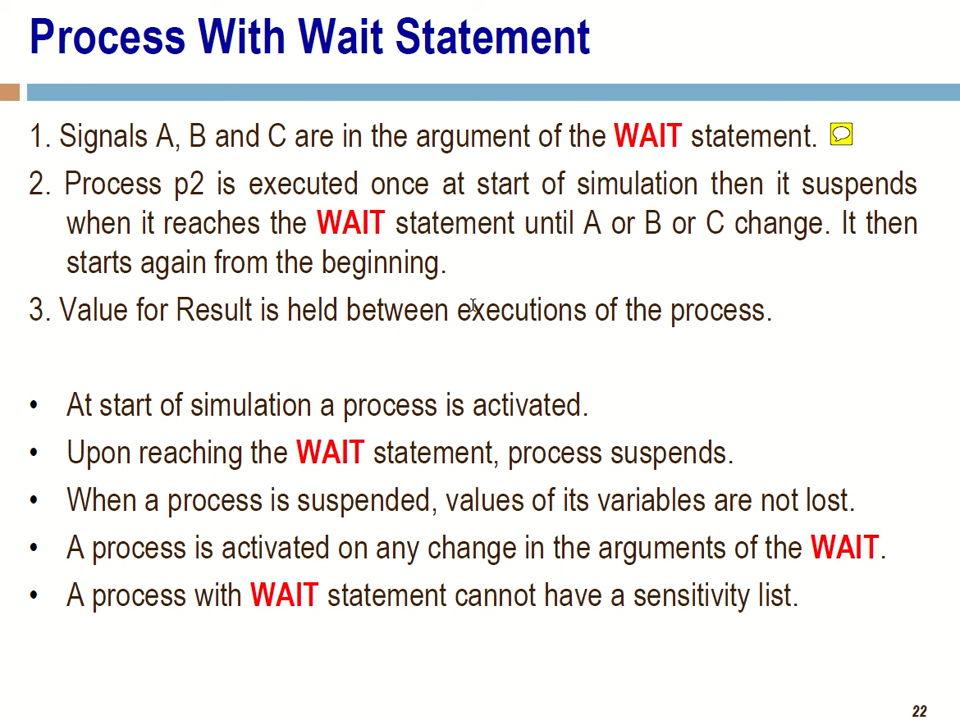 Process With Wait Statement
1. Signals A, B and C are in the argument of the WAIT statement.
2. Process p2 is executed once at start of simulation then it suspends
when it reaches the WAIT statement until A or B or C change. It then
starts again from the beginning.
3. Value for Result is held between executions of the process.
• At start of simulation a process is activated.
• Upon reaching the WAIT statement, process suspends.
• When a process is suspended, values of its variables are not lost.
• A process is activated on any change in the arguments of the WAIT.
• A process with WAIT statement cannot have a sensitivity list.
22